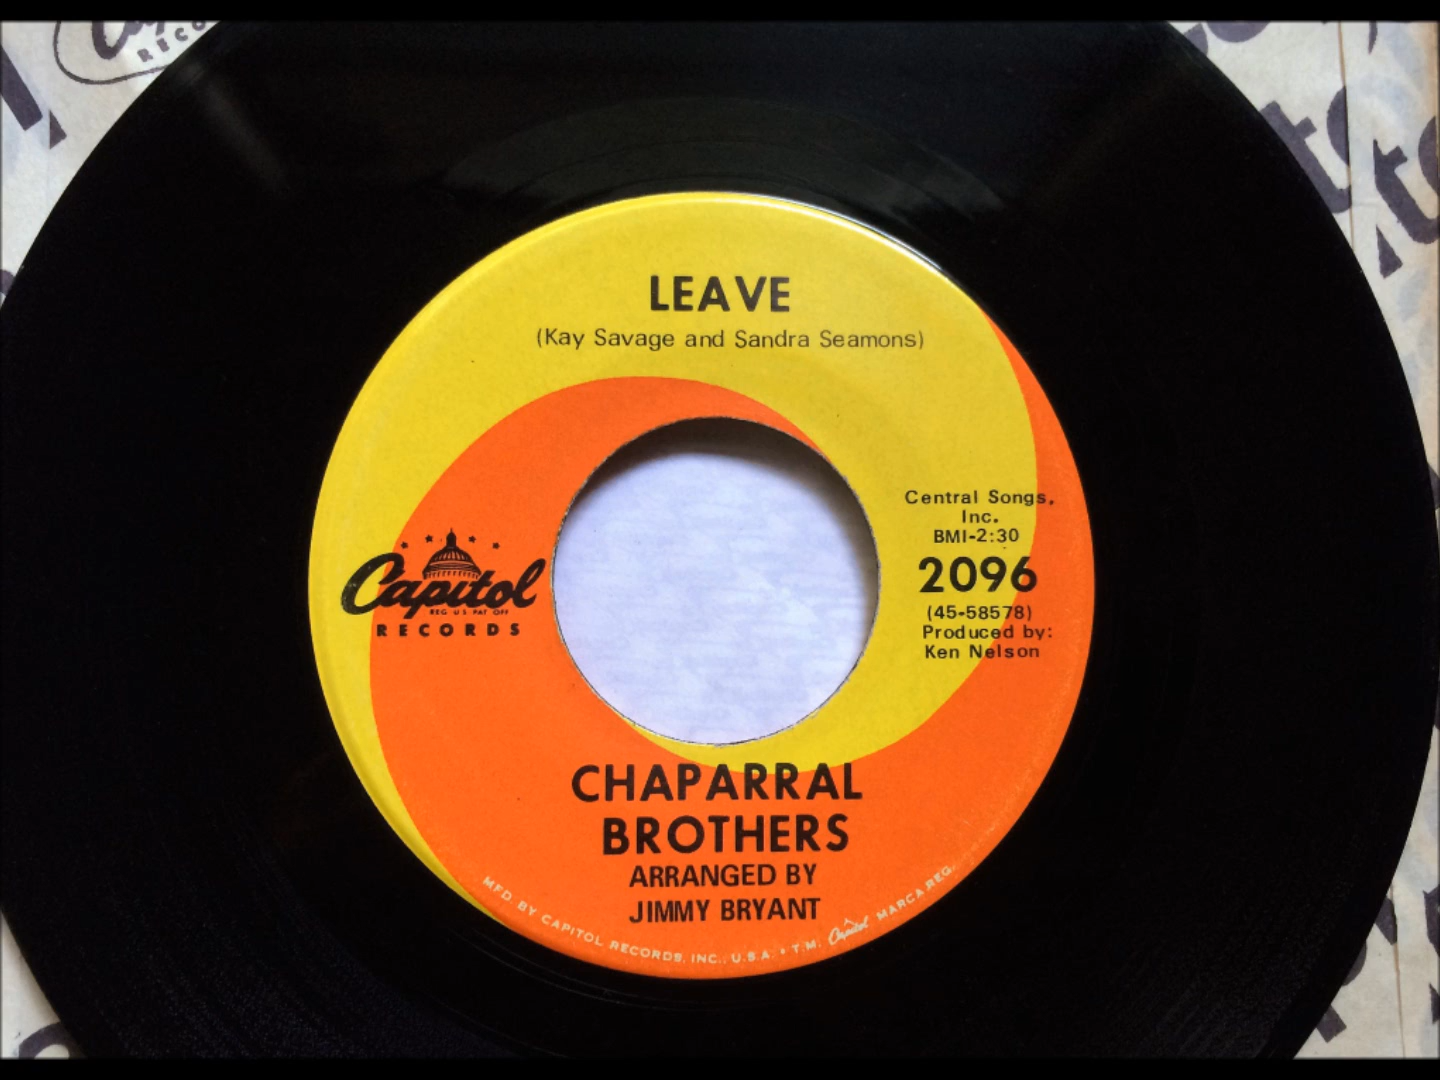 LEAVE
(Kay Savage and Sandra Seamons)
Central Songs,
Inc.
BMI-2:30
2096
(45-58578)
Produced by:
Ken Nelson
Capitol
REG. U.S. PAT. OFF.
RECORDS
CHAPARRAL
BROTHERS
ARRANGED BY
JIMMY BRYANT
MFD. BY CAPITOL RECORDS, INC., U.S.A. • T.M. Capitol MARCA REG.